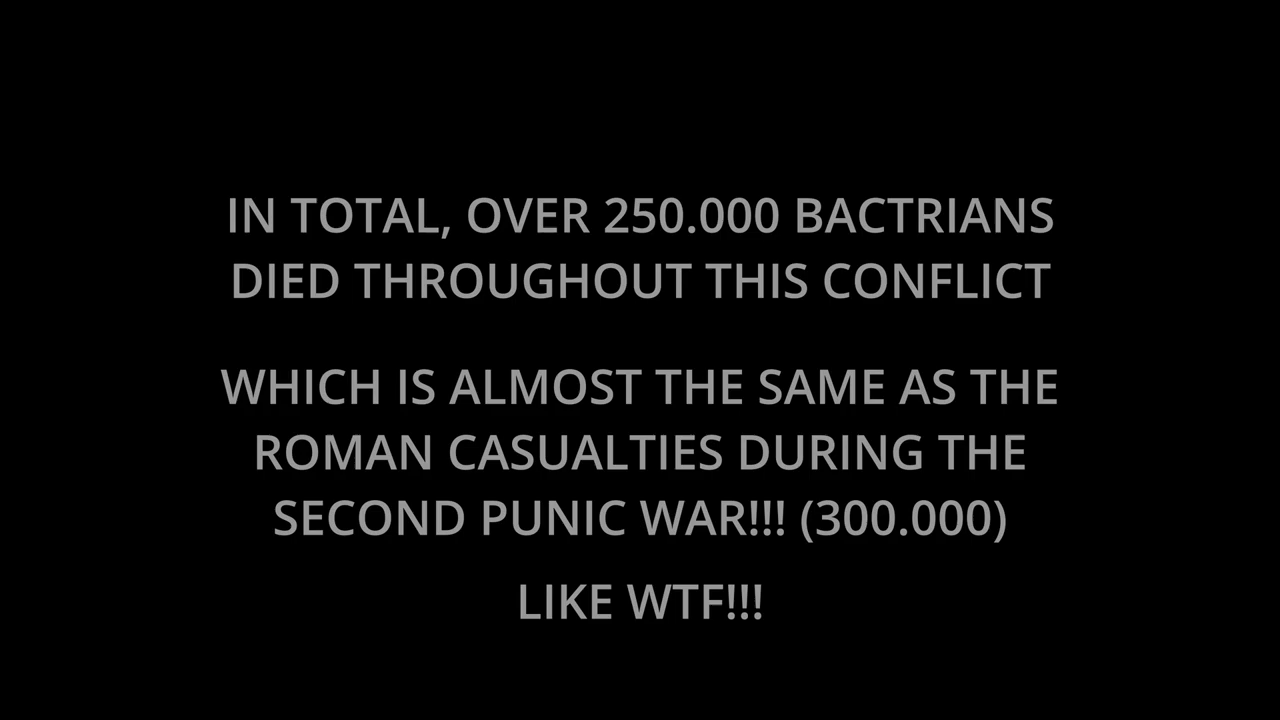 IN TOTAL, OVER 250.000 BACTRIANS
DIED THROUGHOUT THIS CONFLICT
WHICH IS ALMOST THE SAME AS THE
ROMAN CASUALTIES DURING THE
SECOND PUNIC WAR!!! (300.000)
LIKE WTF!!!